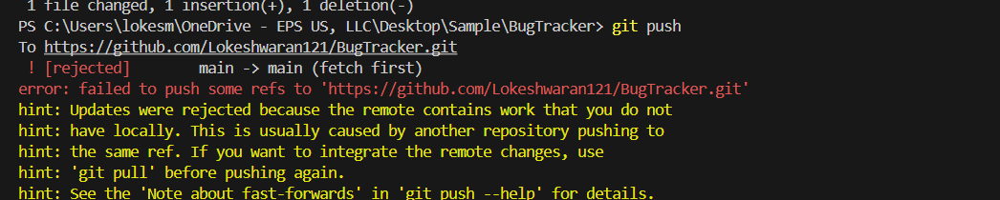 1 file changed, 1 insertion(+), 1 deletion(-)
PS C:\Users\lokesm\OneDrive - EPS US, LLC\Desktop\Sample\BugTracker> git push
To https://github.com/Lokeshwaran121/BugTracker.git
! [rejected]        main -> main (fetch first)
error: failed to push some refs to 'https://github.com/Lokeshwaran121/BugTracker.git'
hint: Updates were rejected because the remote contains work that you do not
hint: have locally. This is usually caused by another repository pushing to
hint: the same ref. If you want to integrate the remote changes, use
hint: 'git pull' before pushing again.
hint: See the 'Note about fast-forwards' in 'git push --help' for details.